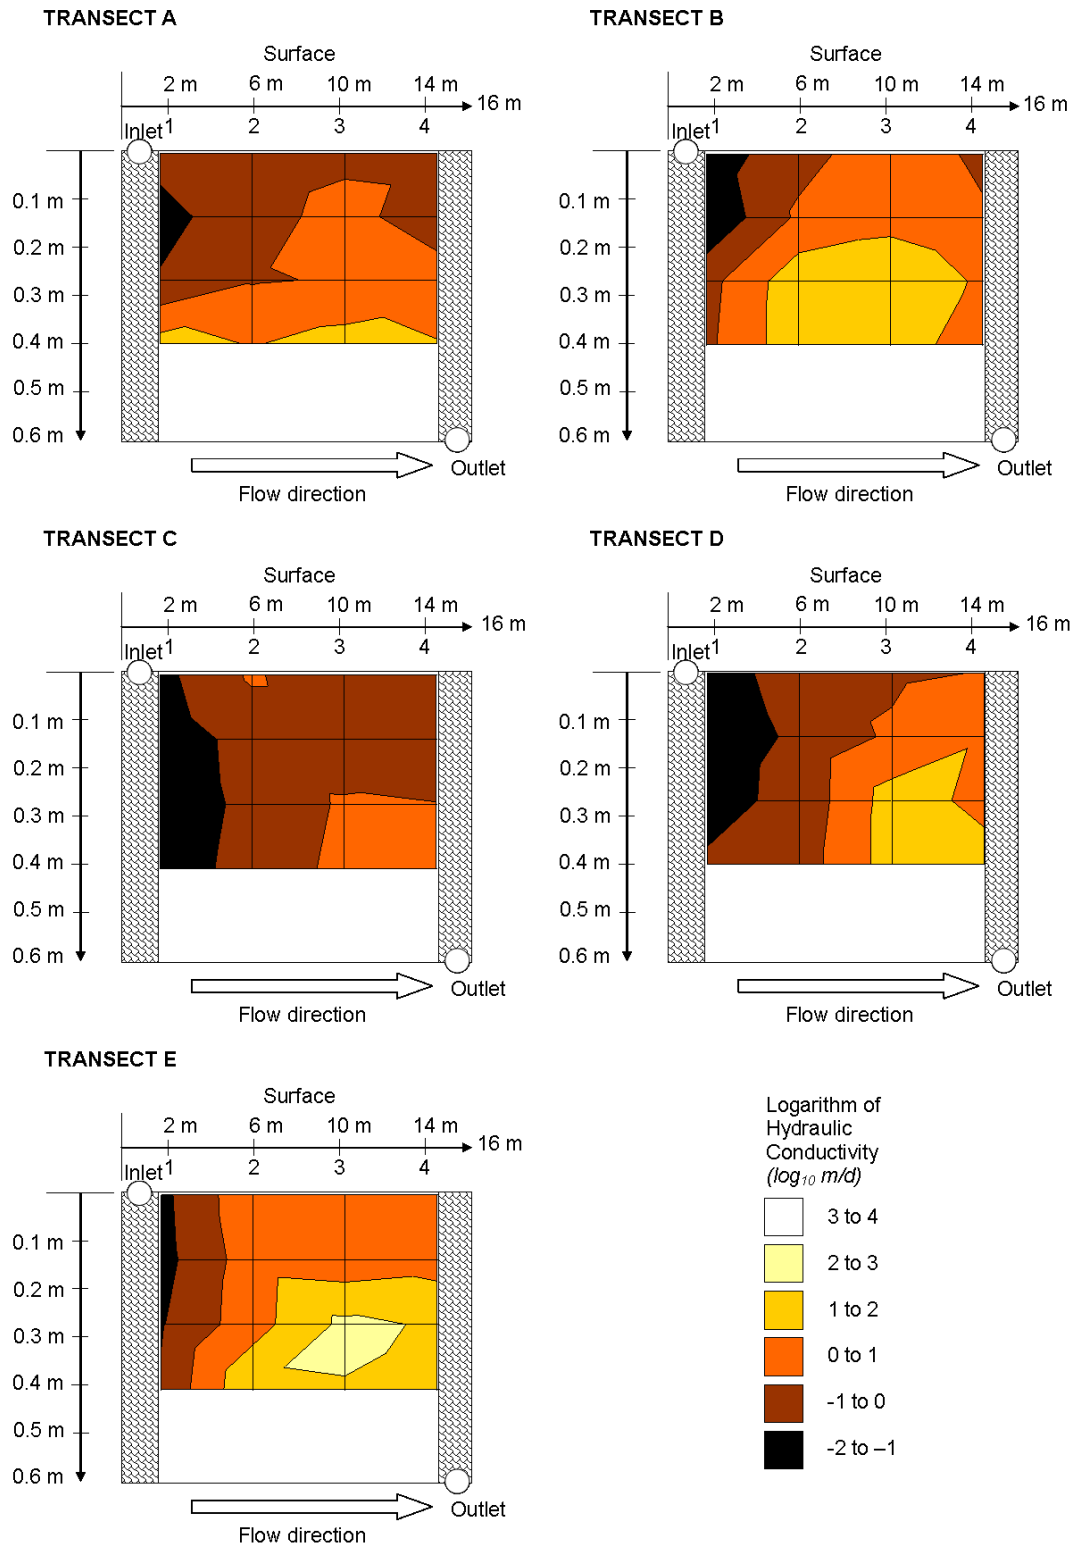 TRANSECT A
Surface
2 m 6 m 10 m 14 m
16 m
Inlet 1 2 3 4
0.1 m
0.2 m
0.3 m
0.4 m
0.5 m
0.6 m
Outlet
Flow direction
TRANSECT B
Surface
2 m 6 m 10 m 14 m
16 m
Inlet 1 2 3 4
0.1 m
0.2 m
0.3 m
0.4 m
0.5 m
0.6 m
Outlet
Flow direction
TRANSECT C
Surface
2 m 6 m 10 m 14 m
16 m
Inlet 1 2 3 4
0.1 m
0.2 m
0.3 m
0.4 m
0.5 m
0.6 m
Outlet
Flow direction
TRANSECT D
Surface
2 m 6 m 10 m 14 m
16 m
Inlet 1 2 3 4
0.1 m
0.2 m
0.3 m
0.4 m
0.5 m
0.6 m
Outlet
Flow direction
TRANSECT E
Surface
2 m 6 m 10 m 14 m
16 m
Inlet 1 2 3 4
0.1 m
0.2 m
0.3 m
0.4 m
0.5 m
0.6 m
Outlet
Flow direction
Logarithm of
Hydraulic
Conductivity
(log₁₀ m/d)
3 to 4
2 to 3
1 to 2
0 to 1
-1 to 0
-2 to –1